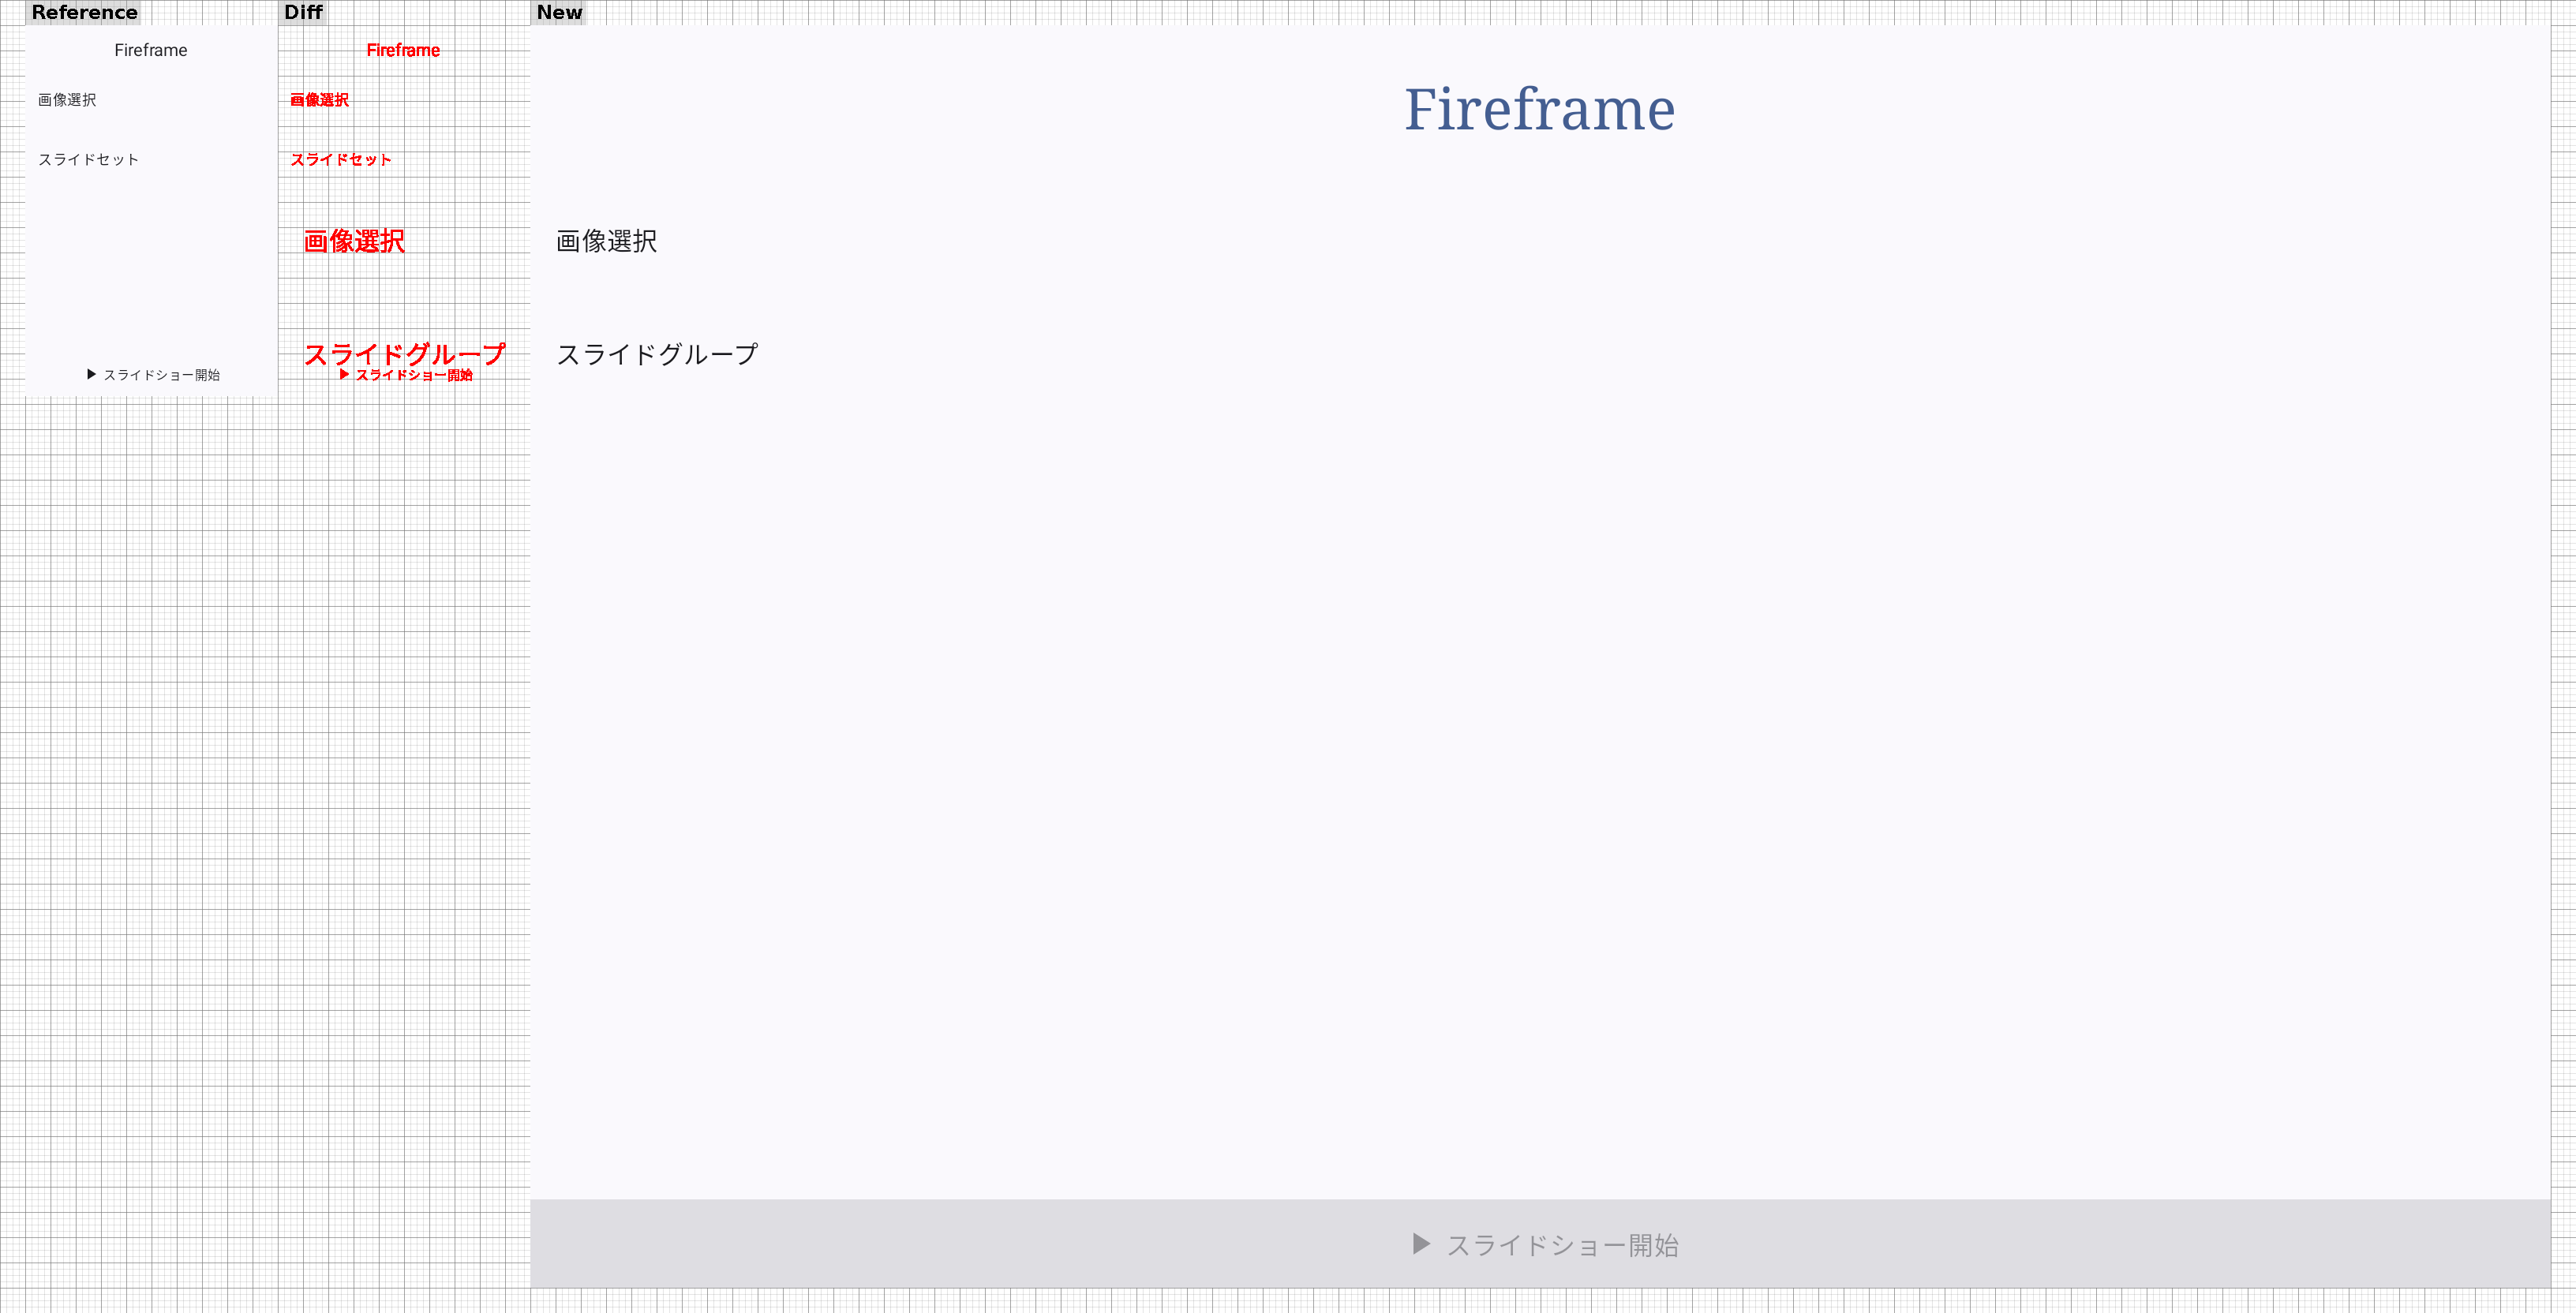 Reference
Fireframe
画像選択
スライドセット
▶ スライドショー開始
Diff
Fireframe
画像選択
スライドセット
画像選択
スライドグループ
▶ スライドショー開始
New
Fireframe
画像選択
スライドグループ
▶ スライドショー開始